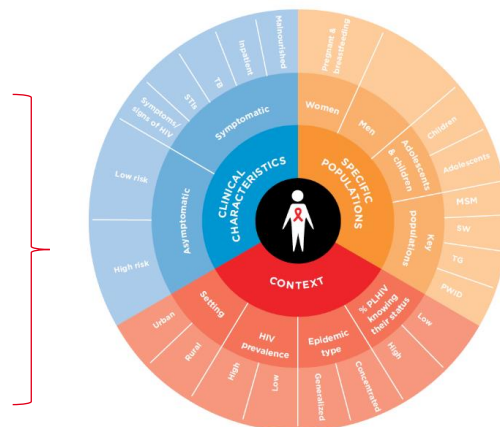 CLINICAL
CHARACTERISTICS
Symptomatic
Malnourished
Inpatient
TB
STIs
Symptoms/
signs of HIV
Asymptomatic
Low risk
High risk
SPECIFIC
POPULATIONS
Women
Pregnant &
breastfeeding
Men
Adolescents
& children
Children
Adolescents
Key
populations
MSM
SW
TG
PWID
CONTEXT
% PLHIV
knowing
their status
Low
High
Epidemic
type
Concentrated
Generalized
HIV
prevalence
Low
High
Setting
Rural
Urban